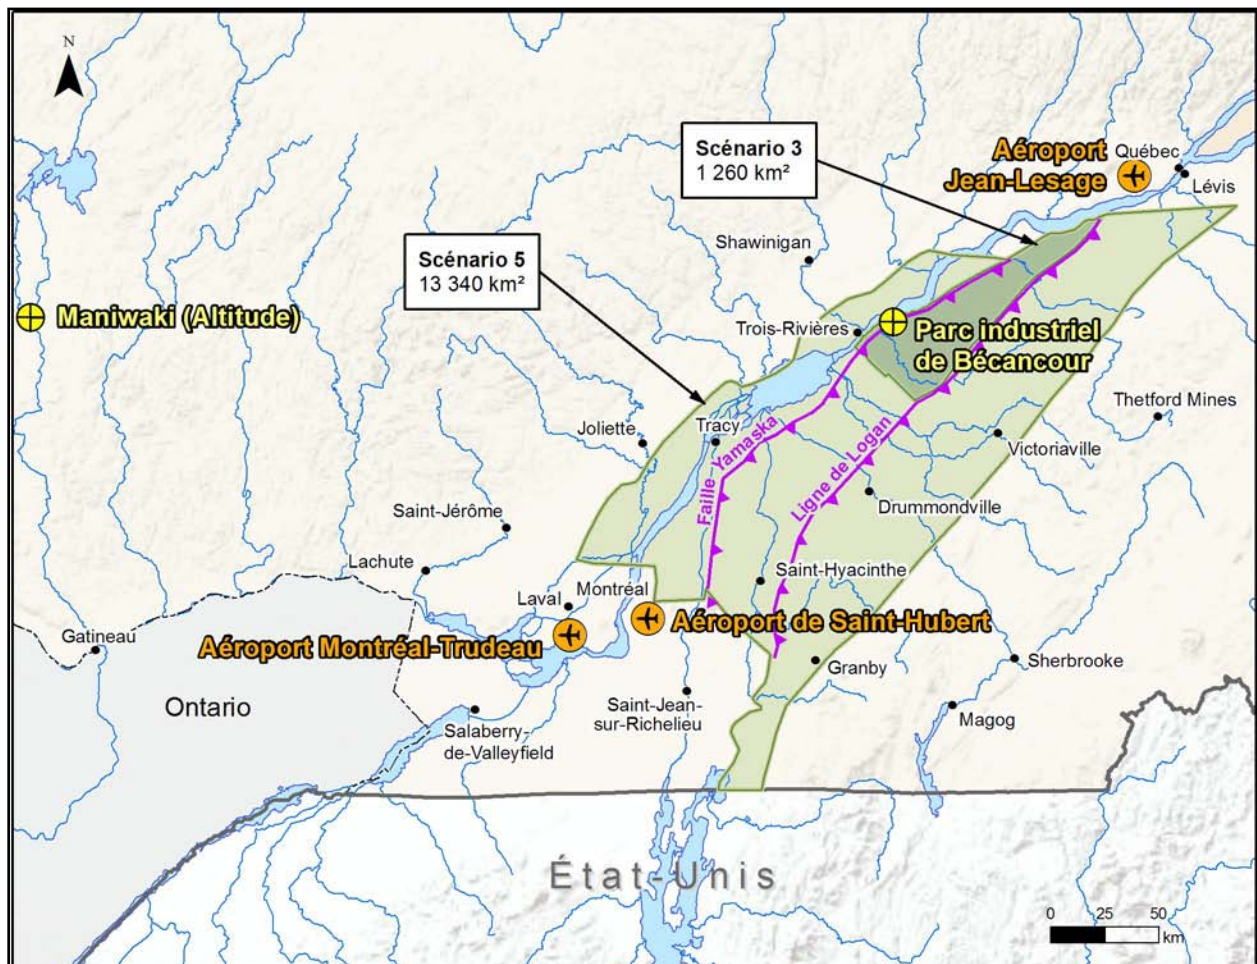 N
Scénario 3
1 260 km²
Aéroport
Jean-Lesage
Québec
Lévis
Shawinigan
Scénario 5
13 340 km²
Maniwaki (Altitude)
Trois-Rivières
Parc industriel
de Bécancour
Thetford Mines
Joliette
Tracy
Faille Yamaska
Ligne de Logan
Victoriaville
Drummondville
Saint-Jérôme
Lachute
Saint-Hyacinthe
Laval
Montréal
Aéroport de Saint-Hubert
Aéroport Montréal-Trudeau
Gatineau
Granby
Sherbrooke
Ontario
Saint-Jean-
sur-Richelieu
Magog
Salaberry-
de-Valleyfield
État-Unis
0 25 50
km